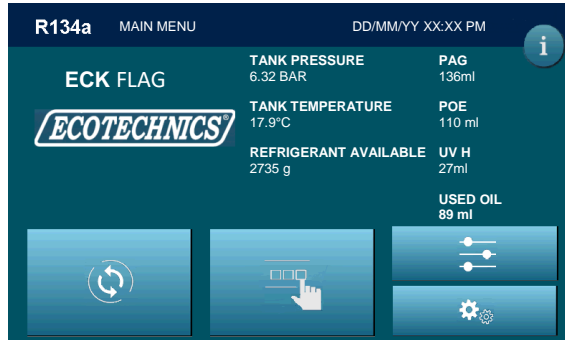 R134a MAIN MENU DD/MM/YY XX:XX PM
i
ECK FLAG
ECOTECHNICS®
TANK PRESSURE
6.32 BAR
TANK TEMPERATURE
17.9°C
REFRIGERANT AVAILABLE
2735 g
PAG
136ml
POE
110 ml
UV H
27ml
USED OIL
89 ml